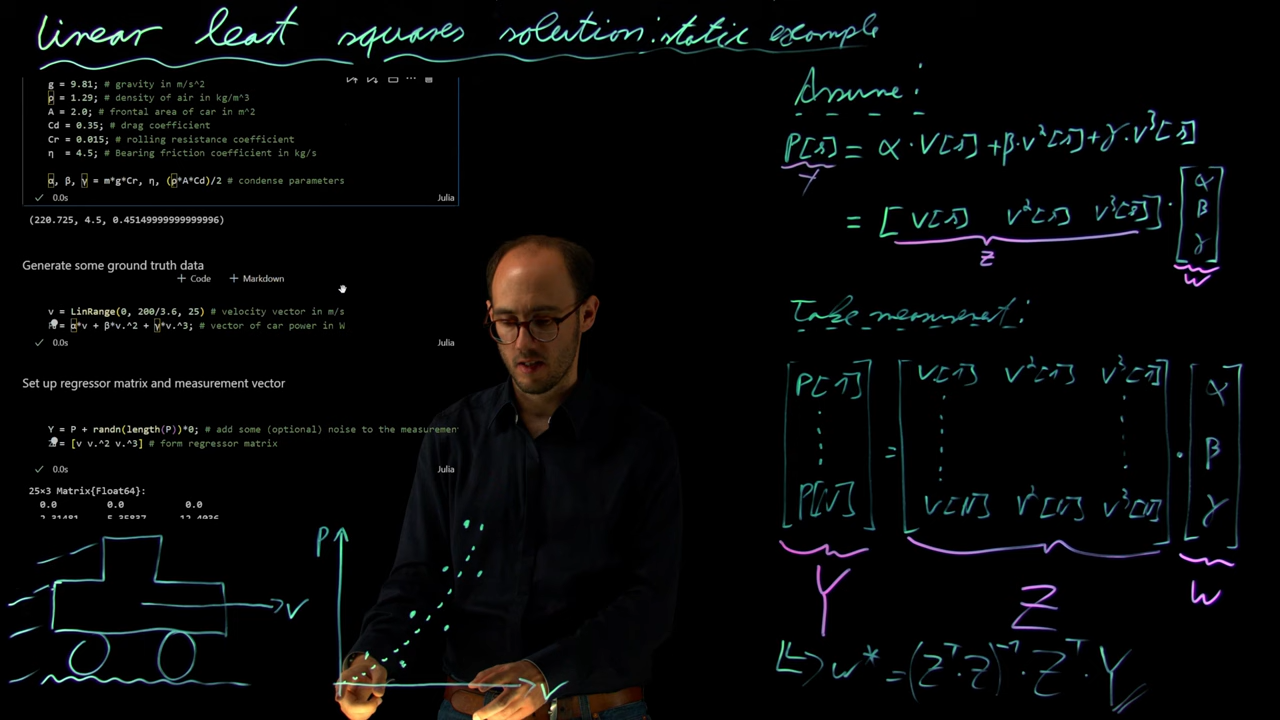 linear least squares solution: static example
g = 9.81; # gravity in m/s^2
ρ = 1.29; # density of air in kg/m^3
A = 2.0; # frontal area of car in m^2
Cd = 0.35; # drag coefficient
Cr = 0.015; # rolling resistance coefficient
η = 4.5; # Bearing friction coefficient in kg/s
α, β, γ = m*g*Cr, η, (ρ*A*Cd)/2 # condense parameters
0.0s
Julia
(220.725, 4.5, 0.45149999999999996)
Generate some ground truth data
+ Code + Markdown
v = LinRange(0, 200/3.6, 25) # velocity vector in m/s
= α*v + β*v.^2 + γ*v.^3; # vector of car power in W
0.0s
Julia
Set up regressor matrix and measurement vector
Y = P + randn(length(P))*0; # add some (optional) noise to the measurement
= [v v.^2 v.^3] # form regressor matrix
0.0s
Julia
25×3 Matrix{Float64}:
0.0 0.0 0.0
2.31481 5.35837 12.4036
P
V
V
Assume:
P[s] = α · V[s] + β · v²[s] + γ · v³[s]
Y
= [ V[s] v²[s] v³[s] ] · [ α β γ ]
z
w
Take measurement:
P[1] V[1] v²[1] v³[1] α
= · β
P[N] V[N] v²[N] v³[N] γ
Y Z w
↳ w* = (Z^T · Z)^-1 · Z^T · Y